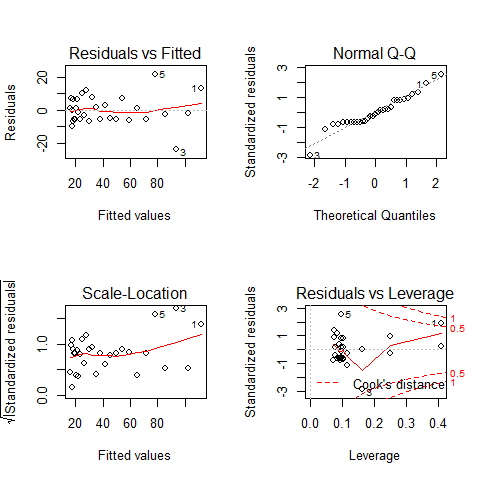 Residuals vs Fitted
Residuals
20
0
-20
5
1
3
20 40 60 80
Fitted values
Normal Q-Q
Standardized residuals
3
1
-1
-3
5
1
3
-2 -1 0 1 2
Theoretical Quantiles
Scale-Location
√|Standardized residuals|
1.0
0.0
5
3
1
20 40 60 80
Fitted values
Residuals vs Leverage
Standardized residuals
3
1
-1
-3
5
1
3
1
0.5
0.5
1
Cook's distance
0.0 0.1 0.2 0.3 0.4
Leverage